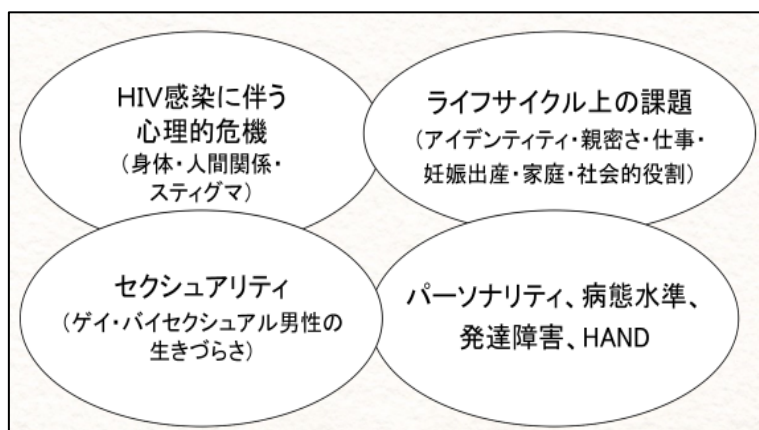 HIV感染に伴う
心理的危機
（身体・人間関係・
スティグマ）
ライフサイクル上の課題
（アイデンティティ・親密さ・仕事・
妊娠出産・家庭・社会的役割）
セクシュアリティ
（ゲイ・バイセクシュアル男性の
生きづらさ）
パーソナリティ、病態水準、
発達障害、HAND